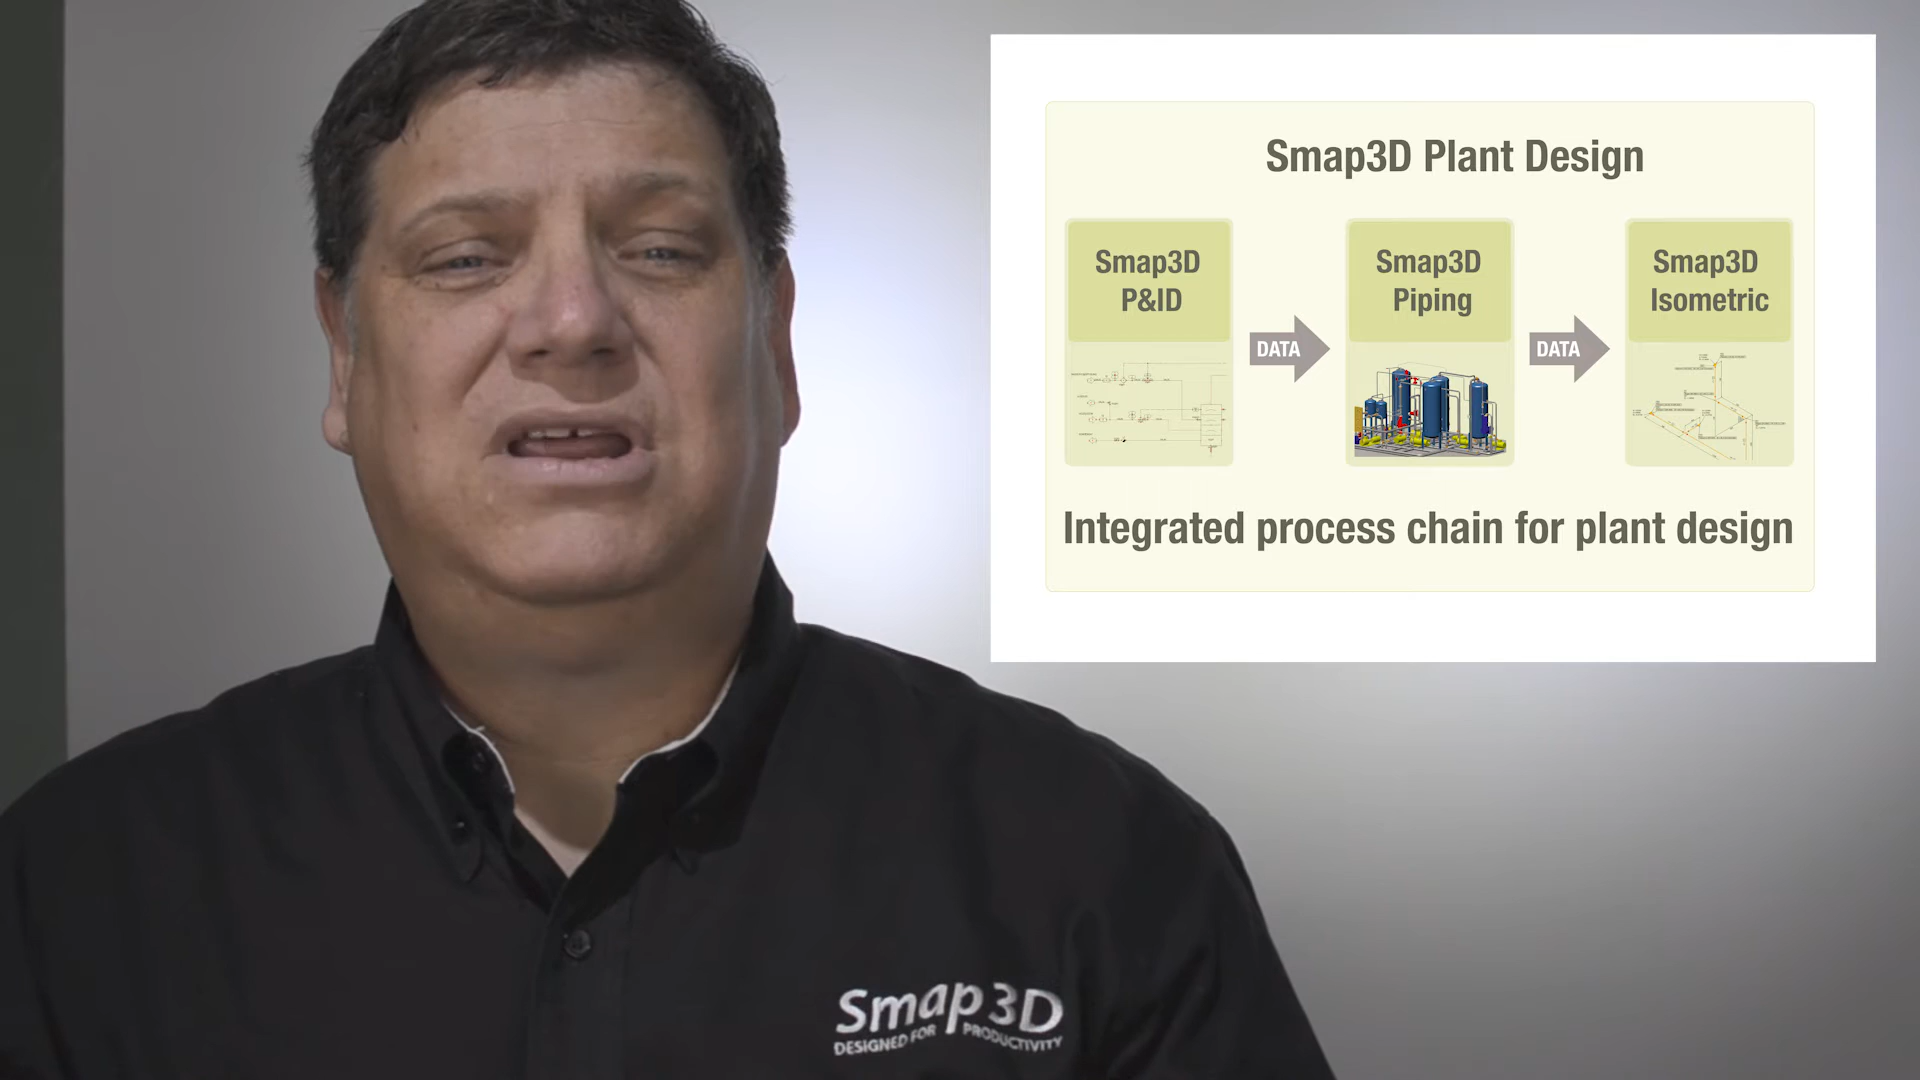 Smap3D Plant Design
Smap3D
P&ID
DATA
Smap3D
Piping
DATA
Smap3D
Isometric
Integrated process chain for plant design
Smap3D
DESIGNED FOR PRODUCTIVITY